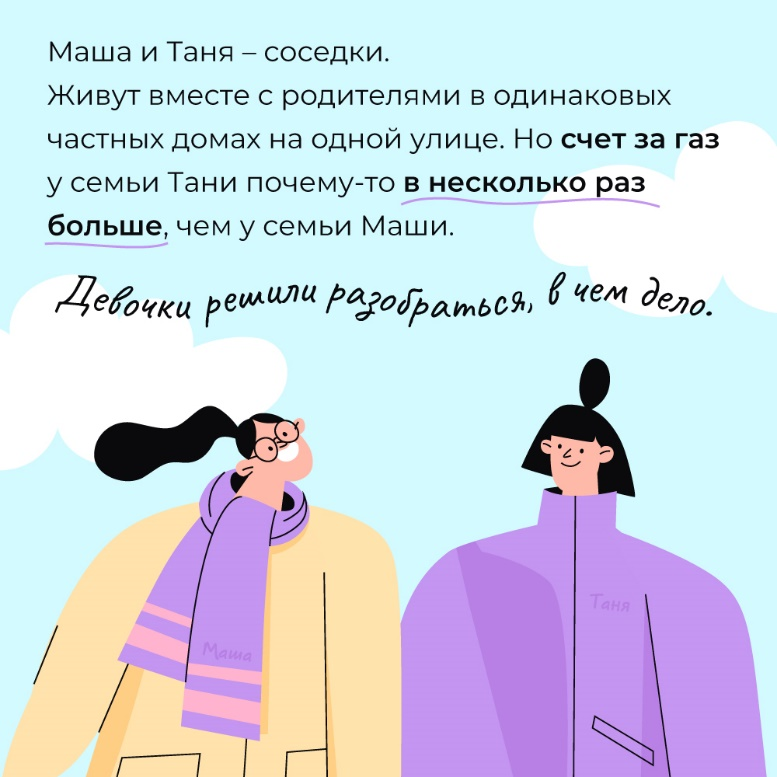 Маша и Таня – соседки.
Живут вместе с родителями в одинаковых
частных домах на одной улице. Но счет за газ
у семьи Тани почему-то в несколько раз
больше, чем у семьи Маши.
Девочки решили разобраться, в чем дело.
Таня
Маша